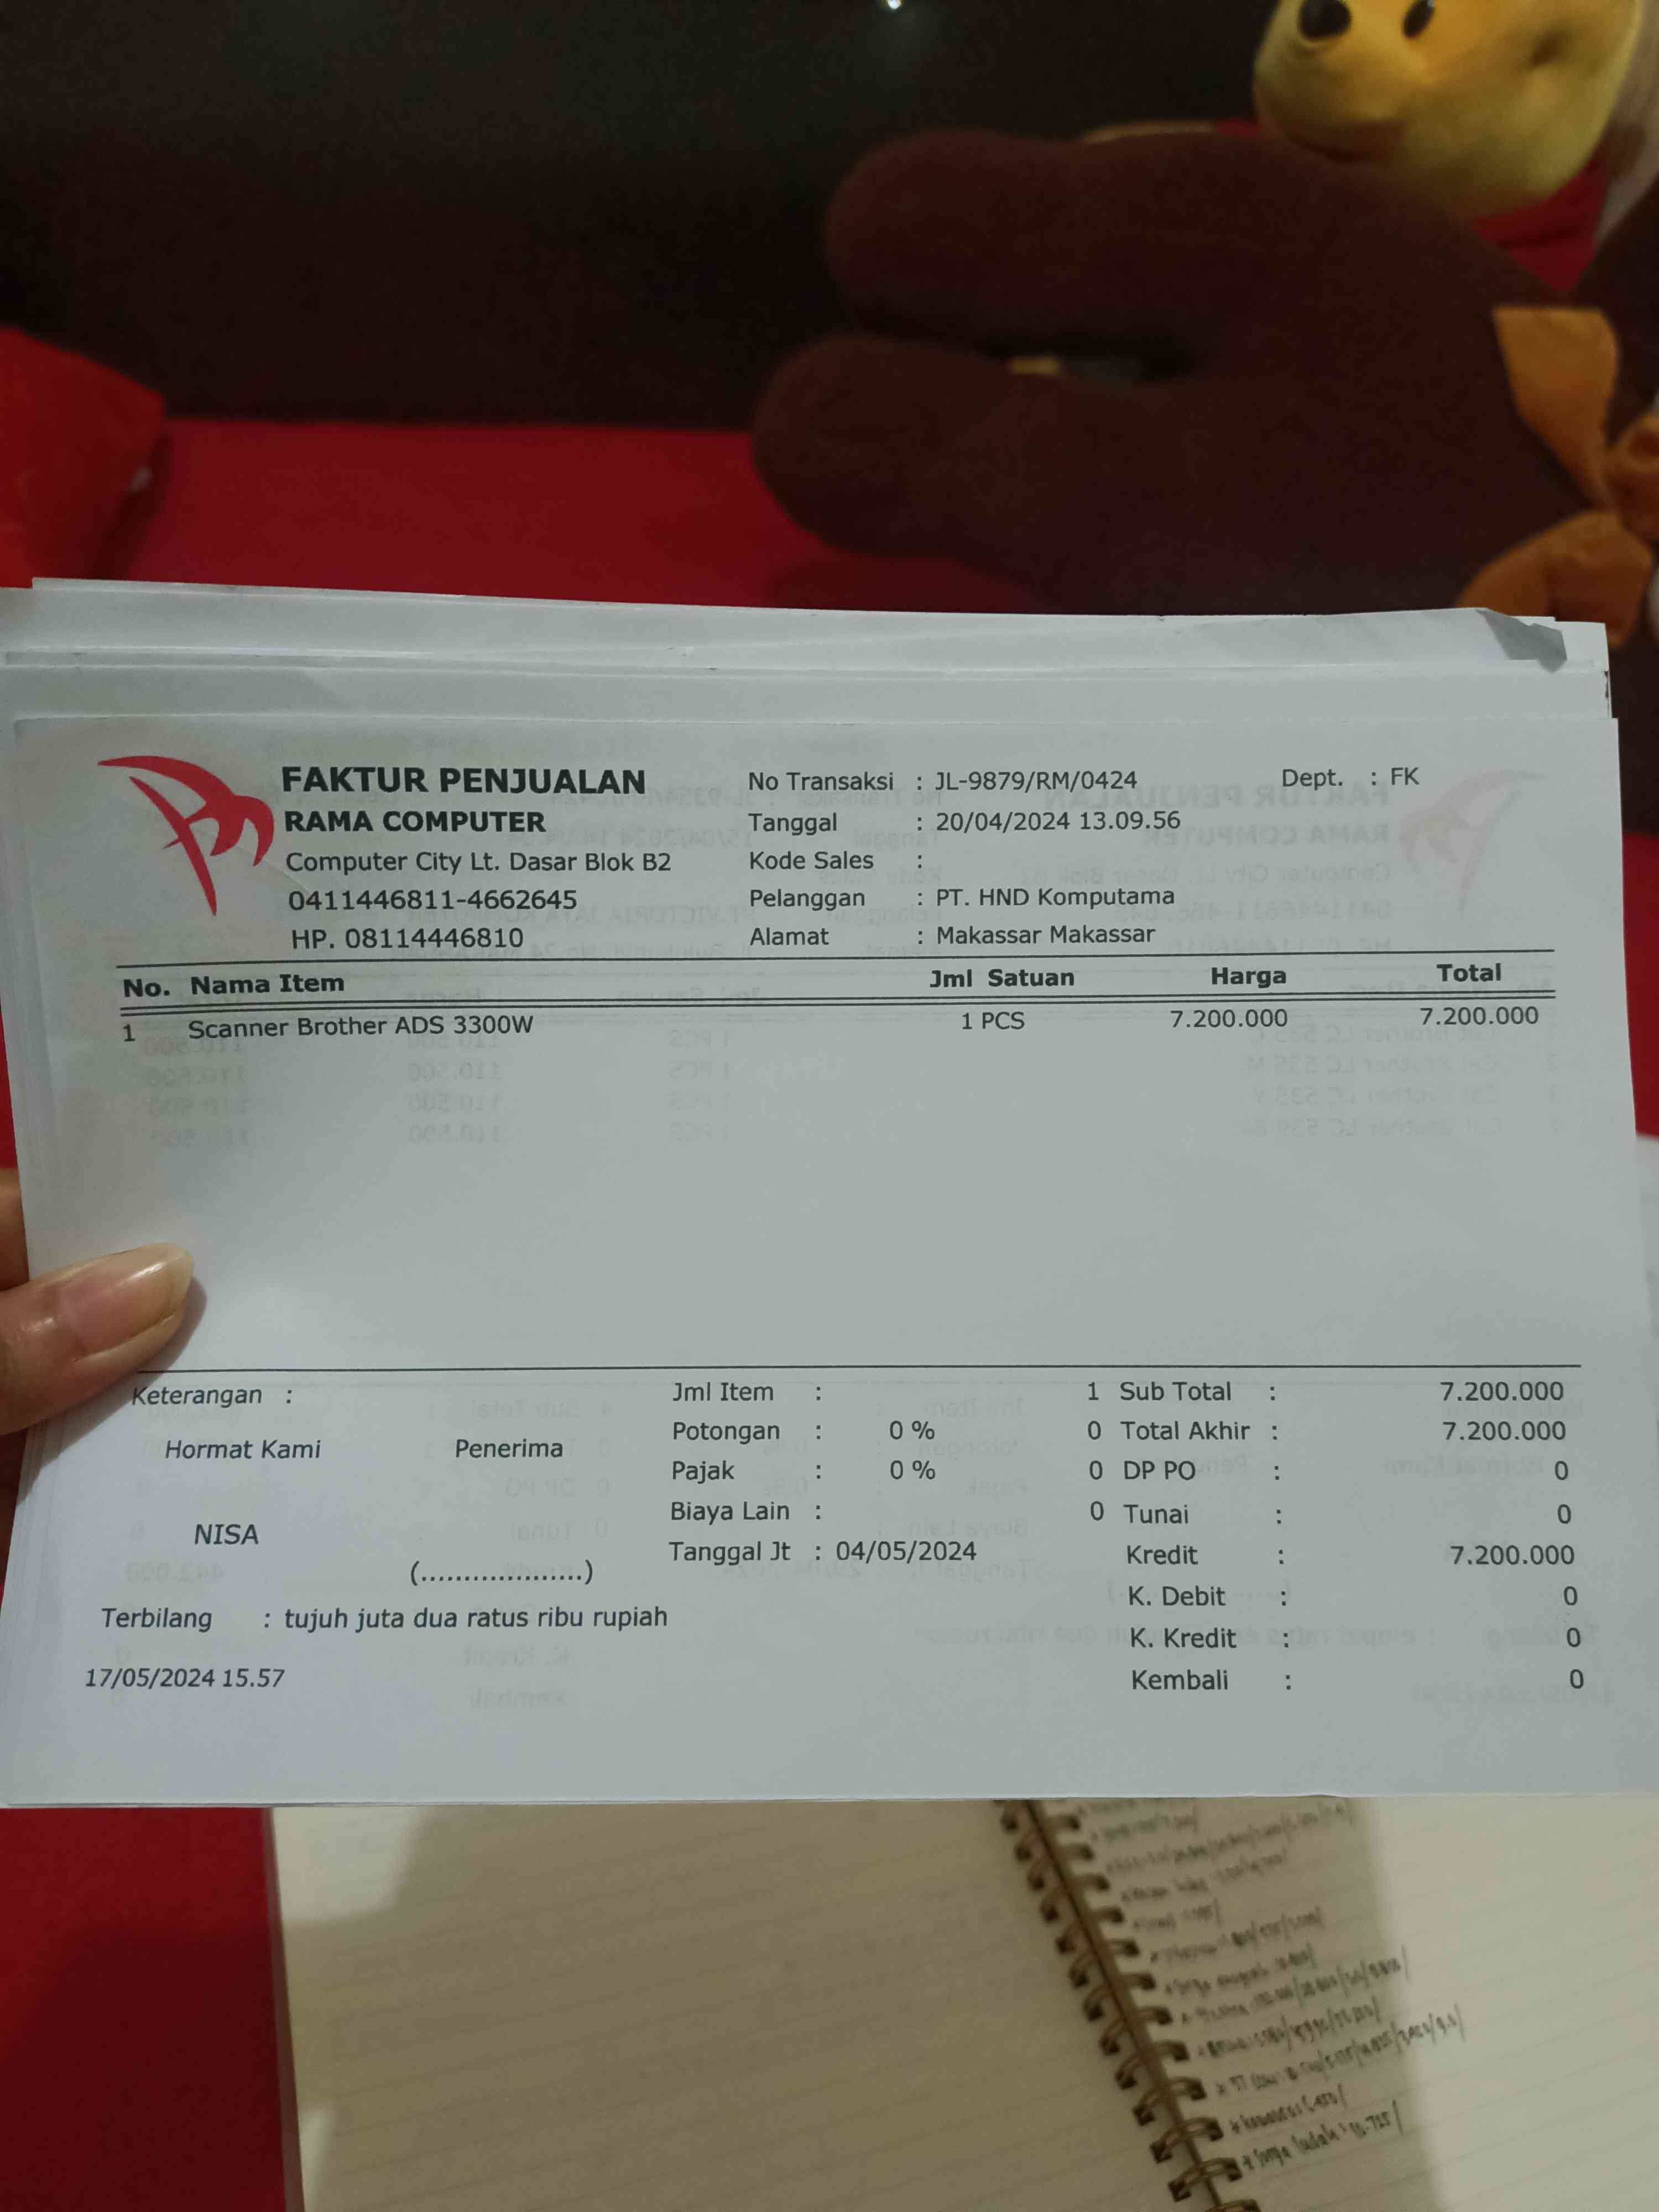 FAKTUR PENJUALAN
RAMA COMPUTER
Computer City Lt. Dasar Blok B2
0411446811-4662645
HP. 08114446810
No Transaksi : JL-9879/RM/0424
Dept. : FK
Tanggal : 20/04/2024 13.09.56
Kode Sales :
Pelanggan : PT. HND Komputama
Alamat : Makassar Makassar
No. Nama Item Jml Satuan Harga Total
1 Scanner Brother ADS 3300W 1 PCS 7.200.000 7.200.000
Keterangan :
Hormat Kami Penerima
NISA
(...................)
Jml Item : 1
Potongan : 0 % 0
Pajak : 0 % 0
Biaya Lain : 0
Tanggal Jt : 04/05/2024
Sub Total : 7.200.000
Total Akhir : 7.200.000
DP PO : 0
Tunai : 0
Kredit : 7.200.000
K. Debit : 0
K. Kredit : 0
Kembali : 0
Terbilang : tujuh juta dua ratus ribu rupiah
17/05/2024 15.57